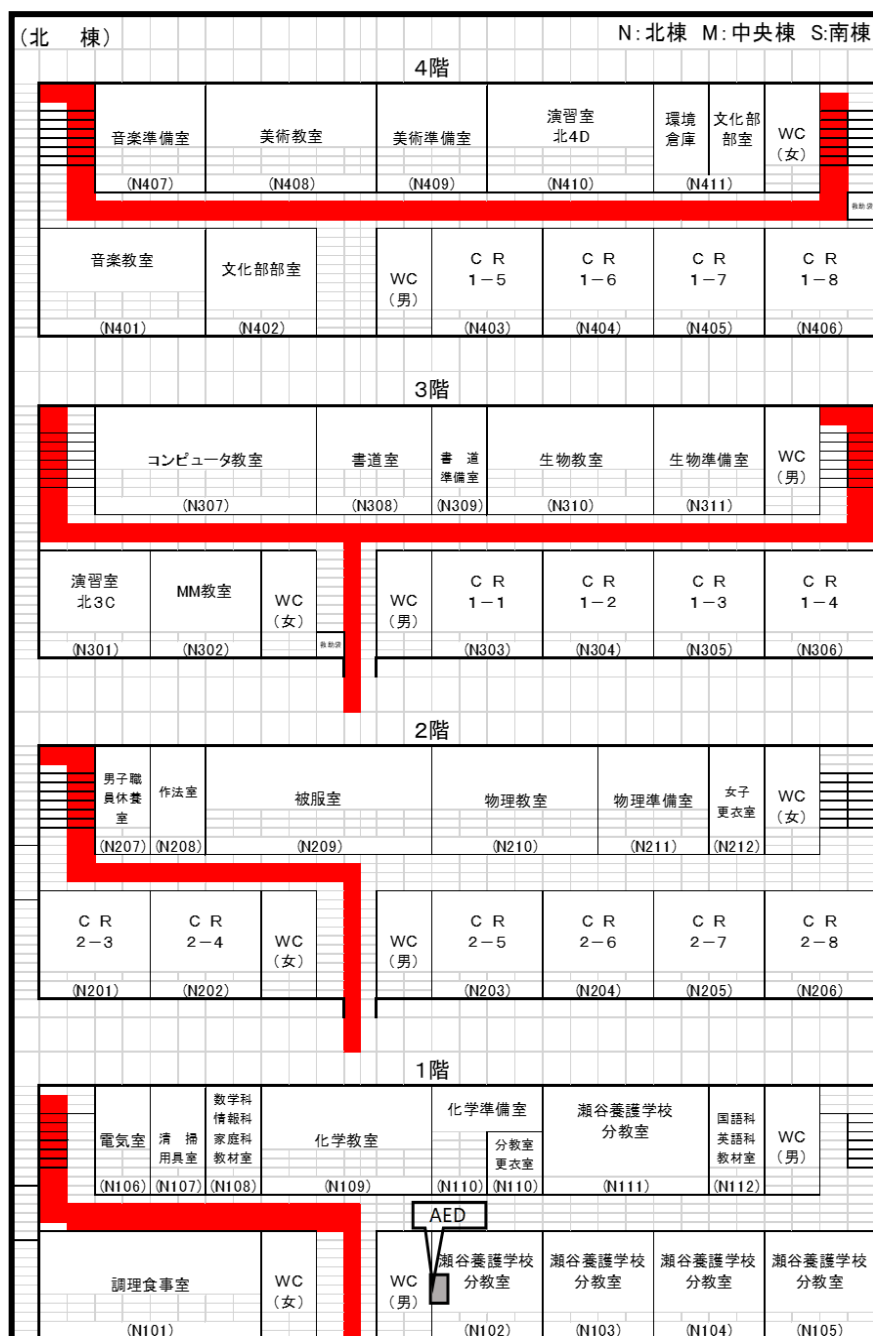 (北 棟)
N:北棟 M:中央棟 S:南棟
4階
音楽準備室
(N407)
美術教室
(N408)
美術準備室
(N409)
演習室
北4D
(N410)
環境
倉庫
文化部
部室
(N411)
WC
(女)
救助袋
音楽教室
(N401)
文化部部室
(N402)
WC
(男)
C R
1-5
(N403)
C R
1-6
(N404)
C R
1-7
(N405)
C R
1-8
(N406)
3階
コンピュータ教室
(N307)
書道室
(N308)
書 道
準備室
(N309)
生物教室
(N310)
生物準備室
(N311)
WC
(男)
演習室
北3C
(N301)
MM教室
(N302)
WC
(女)
救助袋
WC
(男)
C R
1-1
(N303)
C R
1-2
(N304)
C R
1-3
(N305)
C R
1-4
(N306)
2階
男子職
員休養
室
(N207)
作法室
(N208)
被服室
(N209)
物理教室
(N210)
物理準備室
(N211)
女子
更衣室
(N212)
WC
(女)
C R
2-3
(N201)
C R
2-4
(N202)
WC
(女)
WC
(男)
C R
2-5
(N203)
C R
2-6
(N204)
C R
2-7
(N205)
C R
2-8
(N206)
1階
電気室
(N106)
清 掃
用具室
(N107)
数学科
情報科
家庭科
教材室
(N108)
化学教室
(N109)
化学準備室
(N110)
分教室
更衣室
(N110)
瀬谷養護学校
分教室
(N111)
国語科
英語科
教材室
(N112)
WC
(男)
AED
調理食事室
(N101)
WC
(女)
WC
(男)
瀬谷養護学校
分教室
(N102)
瀬谷養護学校
分教室
(N103)
瀬谷養護学校
分教室
(N104)
瀬谷養護学校
分教室
(N105)